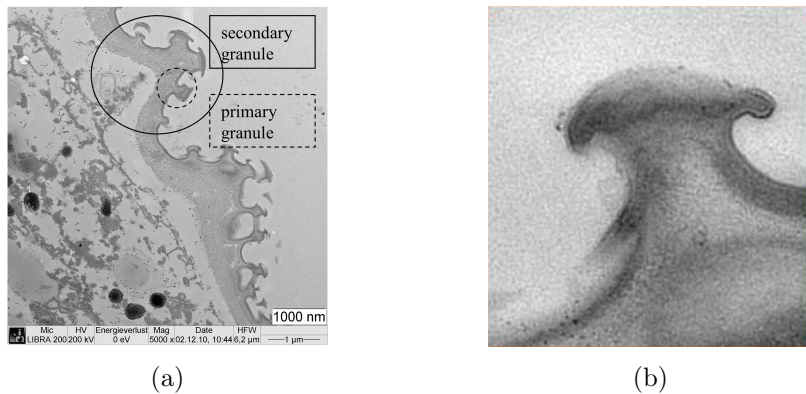 secondary
granule
primary
granule
1000 nm
Mic HV Energieverlust Mag Date HFW
LIBRA 200 200 kV 0 eV 5000 x 02.12.10, 10:44 6,2 µm 1 µm
(a)
(b)